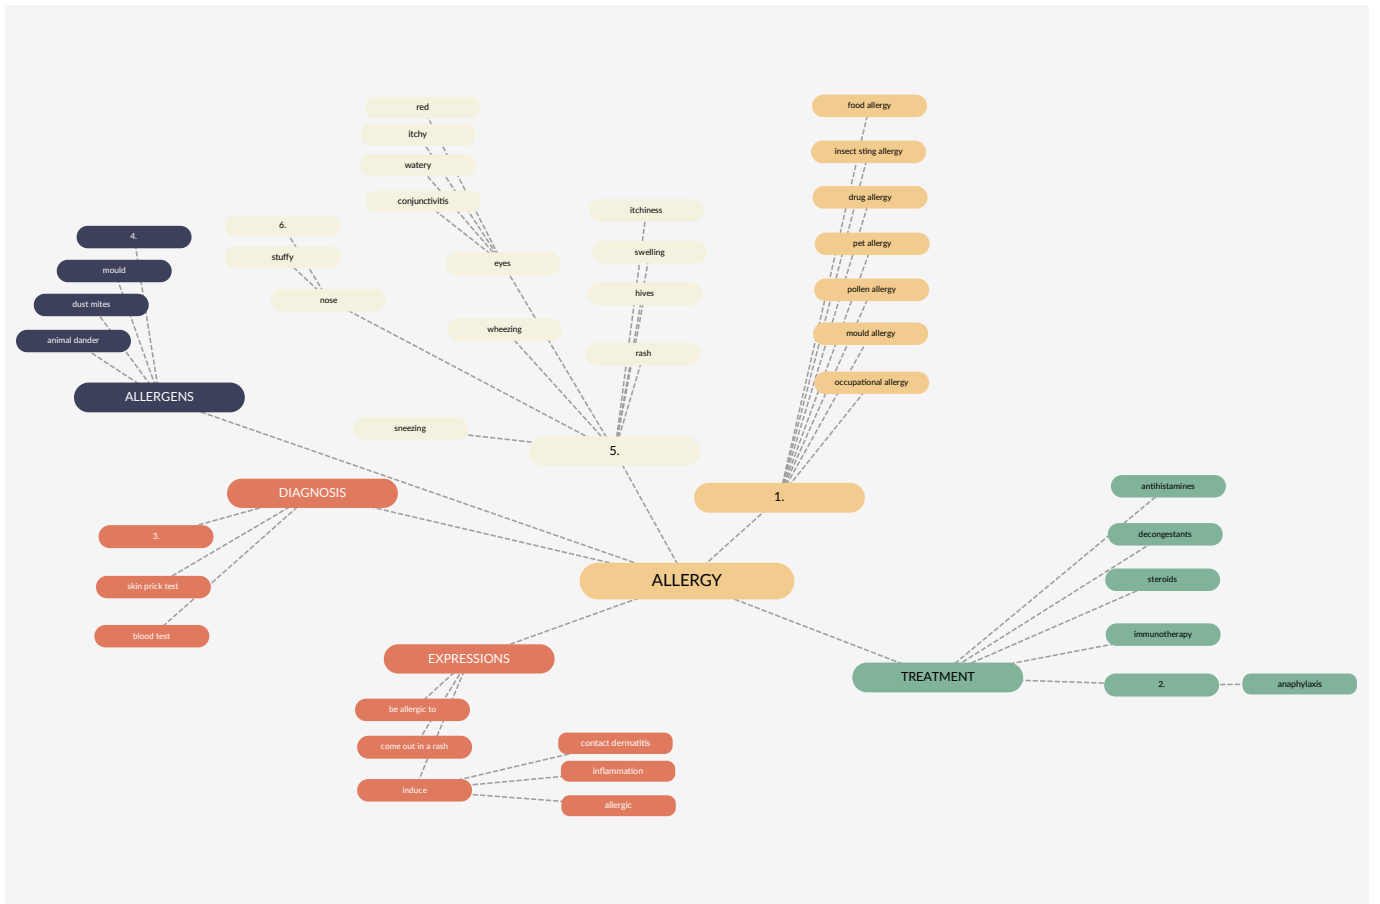 red
itchy
watery
conjunctivitis
eyes
6.
stuffy
nose
wheezing
sneezing
itchiness
swelling
hives
rash
5.
food allergy
insect sting allergy
drug allergy
pet allergy
pollen allergy
mould allergy
occupational allergy
1.
4.
mould
dust mites
animal dander
ALLERGENS
DIAGNOSIS
3.
skin prick test
blood test
ALLERGY
EXPRESSIONS
be allergic to
come out in a rash
induce
contact dermatitis
inflammation
allergic
antihistamines
decongestants
steroids
immunotherapy
TREATMENT
2.
anaphylaxis